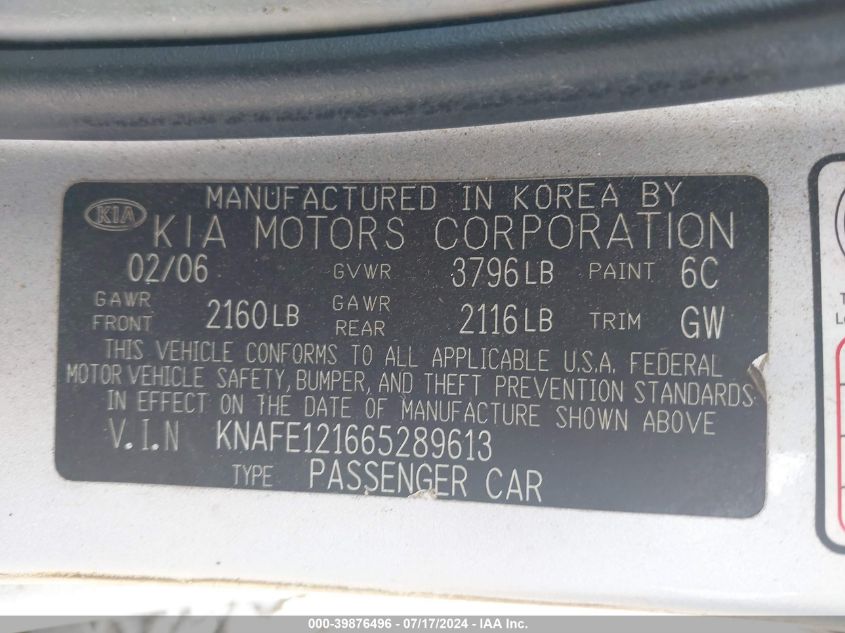 MANUFACTURED IN KOREA BY
KIA KIA MOTORS CORPORATION
02/06 GVWR 3796LB PAINT 6C
GAWR FRONT 2160LB GAWR REAR 2116LB TRIM GW
THIS VEHICLE CONFORMS TO ALL APPLICABLE U.S.A. FEDERAL
MOTOR VEHICLE SAFETY, BUMPER, AND THEFT PREVENTION STANDARDS
IN EFFECT ON THE DATE OF MANUFACTURE SHOWN ABOVE
V.I.N KNAFE121665289613
TYPE PASSENGER CAR
000-39876496 - 07/17/2024 - IAA Inc.